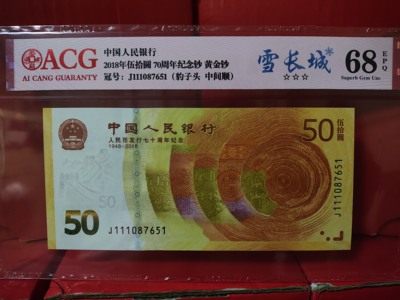 ACG
AI CANG GUARANTY
中国人民银行
2018年伍拾圆 70周年纪念钞 黄金钞
冠号：J111087651（豹子头 中间顺）
雪长城*
☆☆☆
68
EPQ
Superb Gem Unc
中国人民银行
人民币发行七十周年纪念
1948-2018
50
伍拾圆
50
J111087651
J111087651